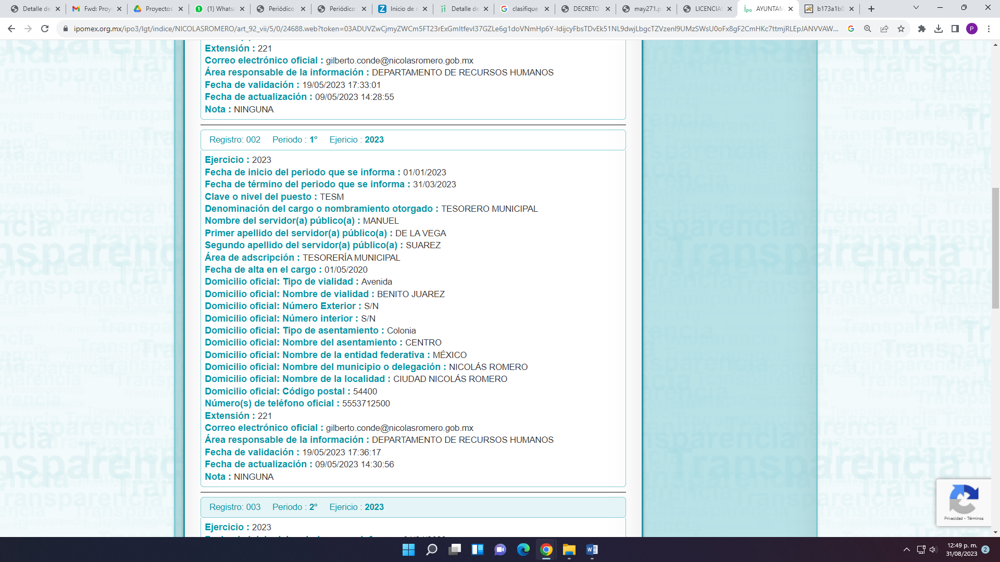 Detalle de
Fwd: Proy
Proyectos
(1) Whats
Periódico
Periódico
Inicio de s
Detalle de
clasifique
DECRETO
may271.p
LICENCIAD
AYUNTAM
b173a1b0
ipomex.org.mx/ipo3/lgt/indice/NICOLASROMERO/art_92_vii/5/0/24688.web?token=03ADUVZwCjmyZWCm5FT23rExGmItfevl37GZLe6g1doVNmHp6Y-IdijcyFbsTDvEk51NL9dwjLbgcTZVzenl9UMzSWsU0oFx8gF2CmHKc7ttmjRLEpJANVVAW...
P
Extensión : 221
Correo electrónico oficial : gilberto.conde@nicolasromero.gob.mx
Área responsable de la información : DEPARTAMENTO DE RECURSOS HUMANOS
Fecha de validación : 19/05/2023 17:33:01
Fecha de actualización : 09/05/2023 14:28:55
Nota : NINGUNA
Registro: 002 Periodo : 1° Ejericio : 2023
Ejercicio : 2023
Fecha de inicio del periodo que se informa : 01/01/2023
Fecha de término del periodo que se informa : 31/03/2023
Clave o nivel del puesto : TESM
Denominación del cargo o nombramiento otorgado : TESORERO MUNICIPAL
Nombre del servidor(a) público(a) : MANUEL
Primer apellido del servidor(a) público(a) : DE LA VEGA
Segundo apellido del servidor(a) público(a) : SUAREZ
Área de adscripción : TESORERÍA MUNICIPAL
Fecha de alta en el cargo : 01/05/2020
Domicilio oficial: Tipo de vialidad : Avenida
Domicilio oficial: Nombre de vialidad : BENITO JUAREZ
Domicilio oficial: Número Exterior : S/N
Domicilio oficial: Número interior : S/N
Domicilio oficial: Tipo de asentamiento : Colonia
Domicilio oficial: Nombre del asentamiento : CENTRO
Domicilio oficial: Nombre de la entidad federativa : MÉXICO
Domicilio oficial: Nombre del municipio o delegación : NICOLÁS ROMERO
Domicilio oficial: Nombre de la localidad : CIUDAD NICOLÁS ROMERO
Domicilio oficial: Código postal : 54400
Número(s) de teléfono oficial : 5553712500
Extensión : 221
Correo electrónico oficial : gilberto.conde@nicolasromero.gob.mx
Área responsable de la información : DEPARTAMENTO DE RECURSOS HUMANOS
Fecha de validación : 19/05/2023 17:36:17
Fecha de actualización : 09/05/2023 14:30:56
Nota : NINGUNA
Registro: 003 Periodo : 2° Ejericio : 2023
Ejercicio : 2023
Privacidad - Términos
12:49 p. m.
31/08/2023
2